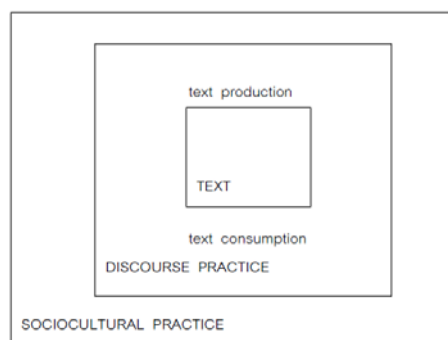 text production
TEXT
text consumption
DISCOURSE PRACTICE
SOCIOCULTURAL PRACTICE